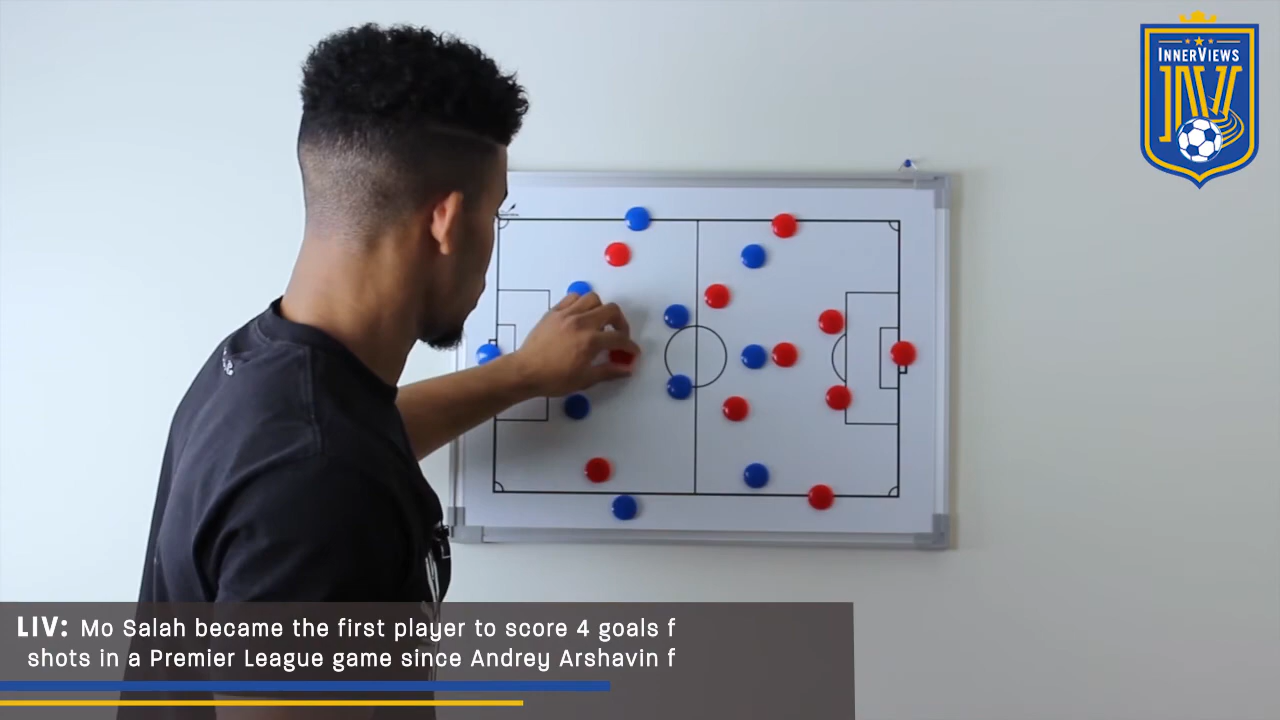 INNERVIEWS
IV
LIV: Mo Salah became the first player to score 4 goals f
shots in a Premier League game since Andrey Arshavin f